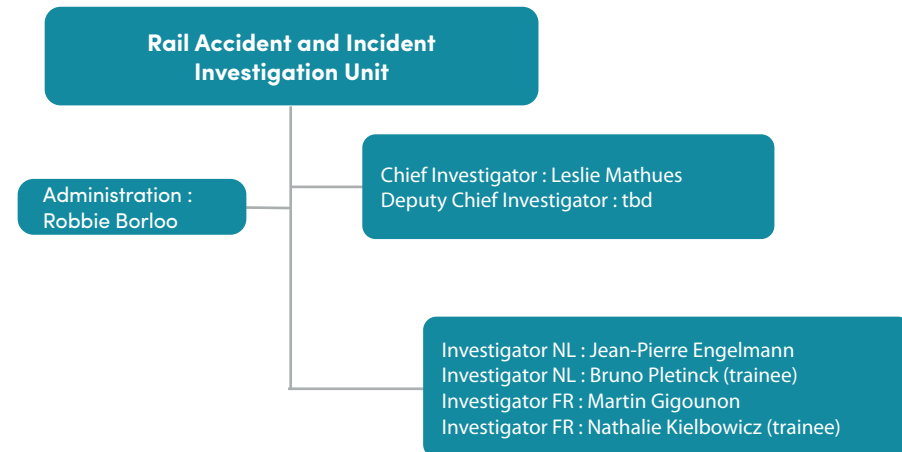 Rail Accident and Incident
Investigation Unit
Chief Investigator : Leslie Mathues
Deputy Chief Investigator : tbd
Administration :
Robbie Borloo
Investigator NL : Jean-Pierre Engelmann
Investigator NL : Bruno Pletinck (trainee)
Investigator FR : Martin Gigounon
Investigator FR : Nathalie Kielbowicz (trainee)